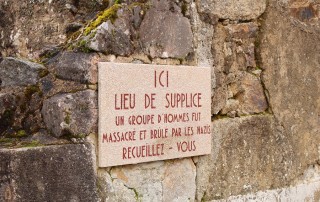 ICI
LIEU DE SUPPLICE
UN GROUPE D'HOMMES FUT
MASSACRÉ ET BRULÉ PAR LES NAZIS
RECUEILLEZ - VOUS